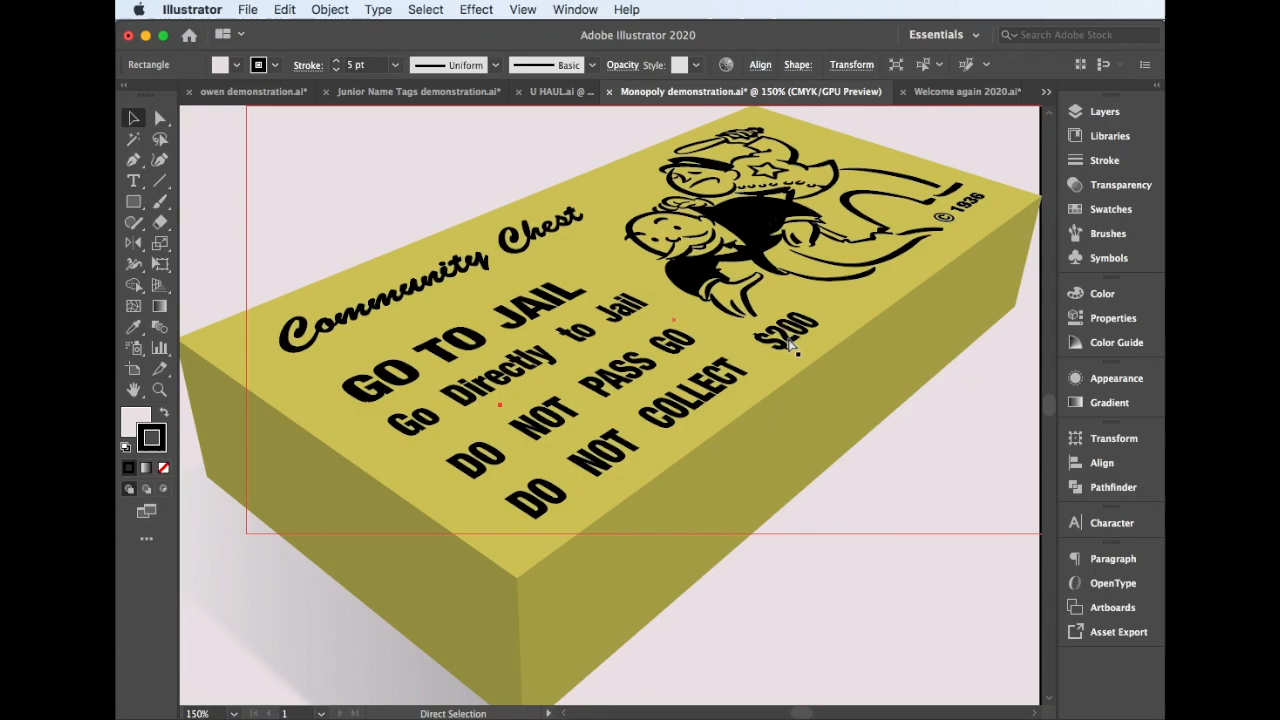 Illustrator File Edit Object Type Select Effect View Window Help
Adobe Illustrator 2020
Essentials
Search Adobe Stock
Rectangle Stroke: 5 pt Uniform Basic Opacity Style: Align Shape: Transform
owen demonstration.ai* Junior Name Tags demonstration.ai* U HAUL.ai @ ... Monopoly demonstration.ai* @ 150% (CMYK/GPU Preview) Welcome again 2020.ai*
Layers
Libraries
Stroke
Transparency
Swatches
Brushes
Symbols
Color
Properties
Color Guide
Appearance
Gradient
Transform
Align
Pathfinder
Character
Paragraph
OpenType
Artboards
Asset Export
Community Chest
© 1936
GO TO JAIL
Go Directly to Jail
DO NOT PASS GO
DO NOT COLLECT $200
150% 1 Direct Selection